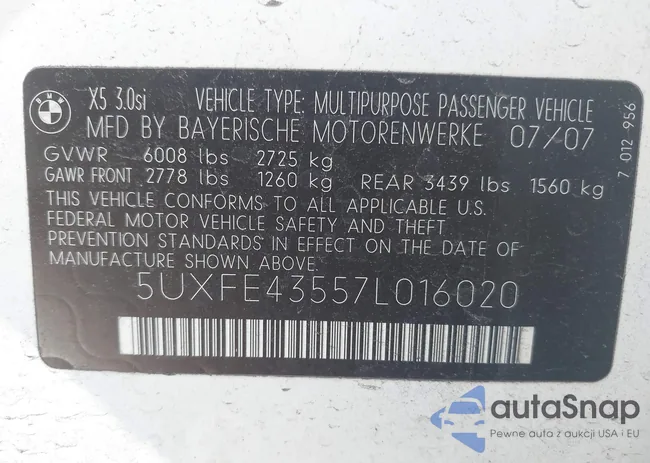 BMW
X5 3.0si VEHICLE TYPE: MULTIPURPOSE PASSENGER VEHICLE
MFD BY BAYERISCHE MOTORENWERKE 07/07
GVWR 6008 lbs 2725 kg
GAWR FRONT 2778 lbs 1260 kg REAR 3439 lbs 1560 kg
THIS VEHICLE CONFORMS TO ALL APPLICABLE U.S.
FEDERAL MOTOR VEHICLE SAFETY AND THEFT
PREVENTION STANDARDS IN EFFECT ON THE DATE OF
MANUFACTURE SHOWN ABOVE.
5UXFE43557L016020
7 012 956
autaSnap
Pewne auta z aukcji USA i EU